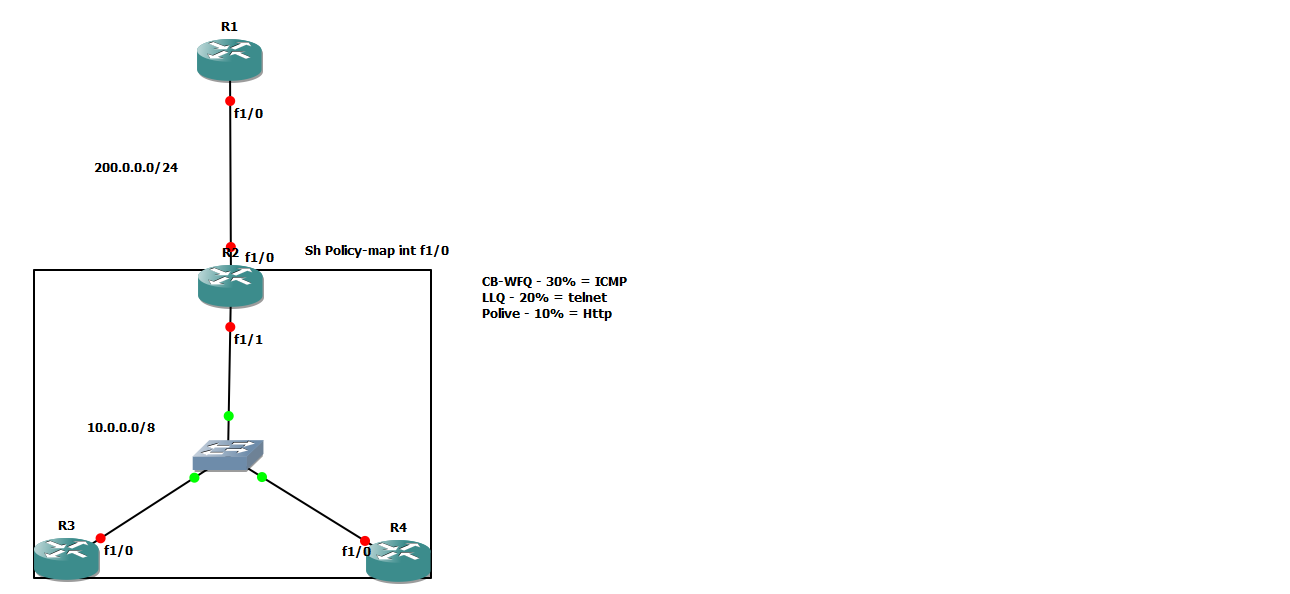 R1
f1/0
200.0.0.0/24
R2
f1/0
Sh Policy-map int f1/0
CB-WFQ - 30% = ICMP
LLQ - 20% = telnet
Polive - 10% = Http
f1/1
10.0.0.0/8
R3
f1/0
R4
f1/0